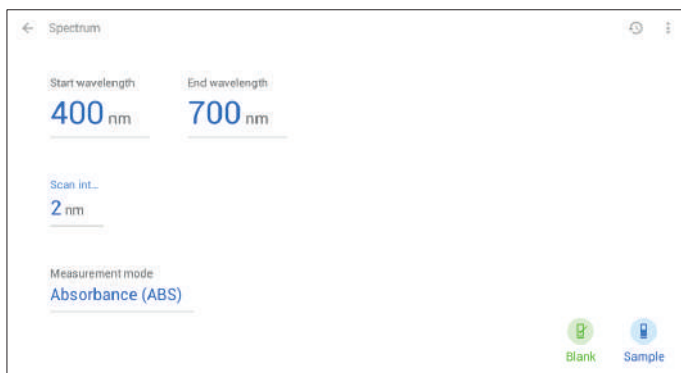 Spectrum
Start wavelength End wavelength
400 nm 700 nm
Scan int...
2 nm
Measurement mode
Absorbance (ABS)
Blank Sample